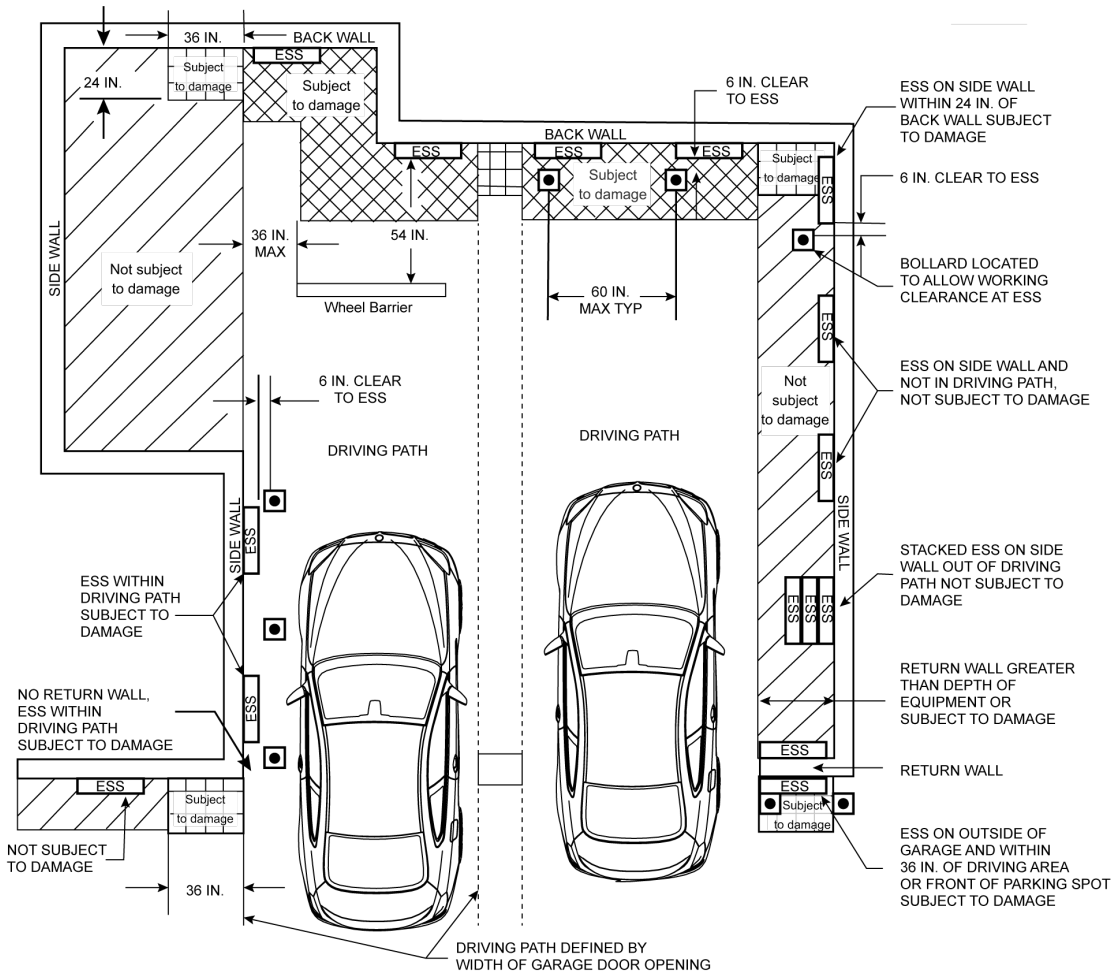 36 IN.
BACK WALL
ESS
Subject
to damage
24 IN.
Subject
to damage
6 IN. CLEAR
TO ESS
ESS ON SIDE WALL
WITHIN 24 IN. OF
BACK WALL SUBJECT
TO DAMAGE
BACK WALL
ESS
ESS
ESS
Subject
to damage
Subject
to damage
ESS
6 IN. CLEAR TO ESS
SIDE WALL
Not subject
to damage
36 IN.
MAX
54 IN.
Wheel Barrier
60 IN.
MAX TYP
BOLLARD LOCATED
TO ALLOW WORKING
CLEARANCE AT ESS
ESS
6 IN. CLEAR
TO ESS
Not
subject
to damage
ESS ON SIDE WALL AND
NOT IN DRIVING PATH,
NOT SUBJECT TO DAMAGE
DRIVING PATH
DRIVING PATH
ESS
SIDE WALL
ESS
SIDE WALL
STACKED ESS ON SIDE
WALL OUT OF DRIVING
PATH NOT SUBJECT TO
DAMAGE
ESS
ESS
ESS
ESS WITHIN
DRIVING PATH
SUBJECT TO
DAMAGE
ESS
NO RETURN WALL,
ESS WITHIN
DRIVING PATH
SUBJECT TO DAMAGE
RETURN WALL GREATER
THAN DEPTH OF
EQUIPMENT OR
SUBJECT TO DAMAGE
ESS
RETURN WALL
ESS
ESS
Subject
to damage
Subject
to damage
NOT SUBJECT
TO DAMAGE
36 IN.
ESS ON OUTSIDE OF
GARAGE AND WITHIN
36 IN. OF DRIVING AREA
OR FRONT OF PARKING SPOT
SUBJECT TO DAMAGE
DRIVING PATH DEFINED BY
WIDTH OF GARAGE DOOR OPENING